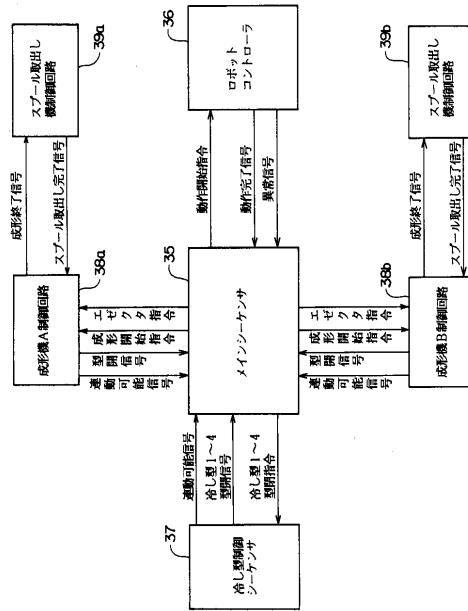 39a
スプール取出し
機制御回路
成形終了信号
スプール取出し完了信号
38a
成形機A制御回路
エゼクタ指令
成形開始指令
型開信号
連動可能信号
36
ロボット
コントローラ
動作開始指令
動作完了信号
異常信号
35
メインシーケンサ
37
冷し型制御
シーケンサ
連動可能信号
冷し型1~4
型開信号
冷し型1~4
型閉指令
エゼクタ指令
成形開始指令
型開信号
連動可能信号
38b
成形機B制御回路
成形終了信号
スプール取出し完了信号
39b
スプール取出し
機制御回路